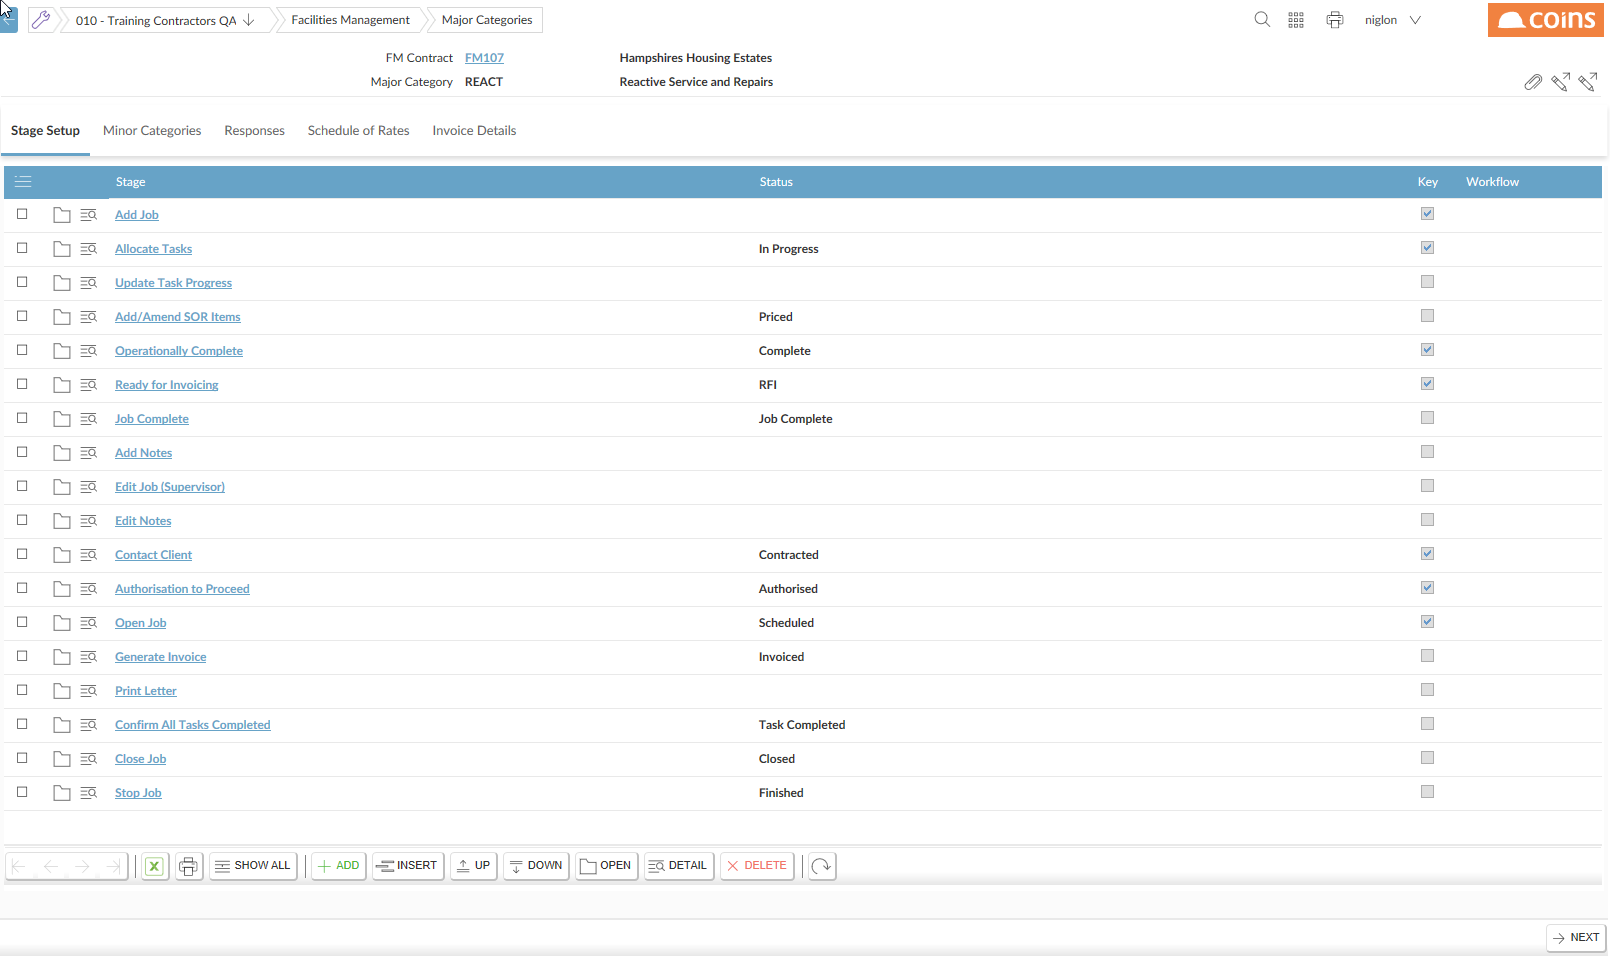 010 - Training Contractors QA
Facilities Management
Major Categories
niglon
coins
FM Contract FM107 Hampshires Housing Estates
Major Category REACT Reactive Service and Repairs
Stage Setup Minor Categories Responses Schedule of Rates Invoice Details
Stage Status Key Workflow
Add Job
Allocate Tasks In Progress
Update Task Progress
Add/Amend SOR Items Priced
Operationally Complete Complete
Ready for Invoicing RFI
Job Complete Job Complete
Add Notes
Edit Job (Supervisor)
Edit Notes
Contact Client Contracted
Authorisation to Proceed Authorised
Open Job Scheduled
Generate Invoice Invoiced
Print Letter
Confirm All Tasks Completed Task Completed
Close Job Closed
Stop Job Finished
SHOW ALL ADD INSERT UP DOWN OPEN DETAIL DELETE
NEXT